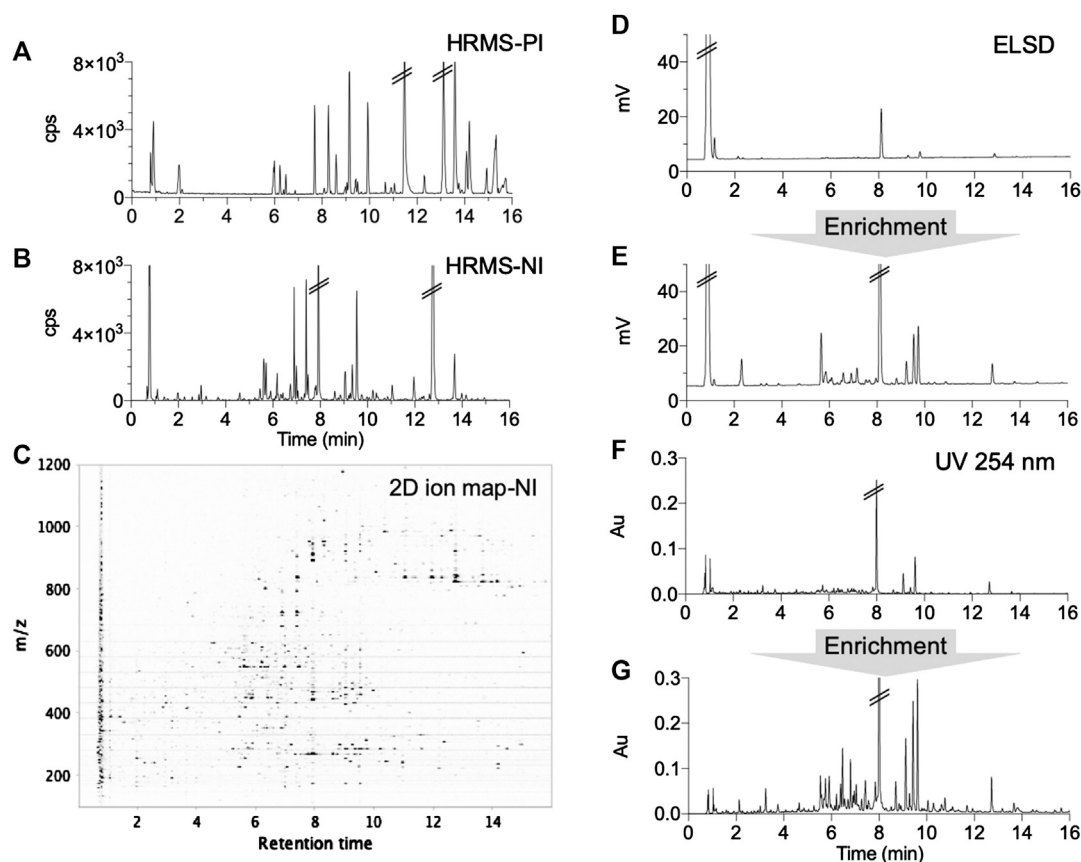 A
HRMS-PI
8×10³
4×10³
0
cps
0 2 4 6 8 10 12 14 16
B
HRMS-NI
8×10³
4×10³
0
cps
0 2 4 6 8 10 12 14 16
Time (min)
C
2D ion map-NI
1200
1000
800
600
400
200
m/z
2 4 6 8 10 12 14
Retention time
D
ELSD
40
20
0
mV
0 2 4 6 8 10 12 14 16
Enrichment
E
40
20
0
mV
0 2 4 6 8 10 12 14 16
F
UV 254 nm
0.3
0.2
0.1
0.0
Au
0 2 4 6 8 10 12 14 16
Enrichment
G
0.3
0.2
0.1
0.0
Au
0 2 4 6 8 10 12 14 16
Time (min)